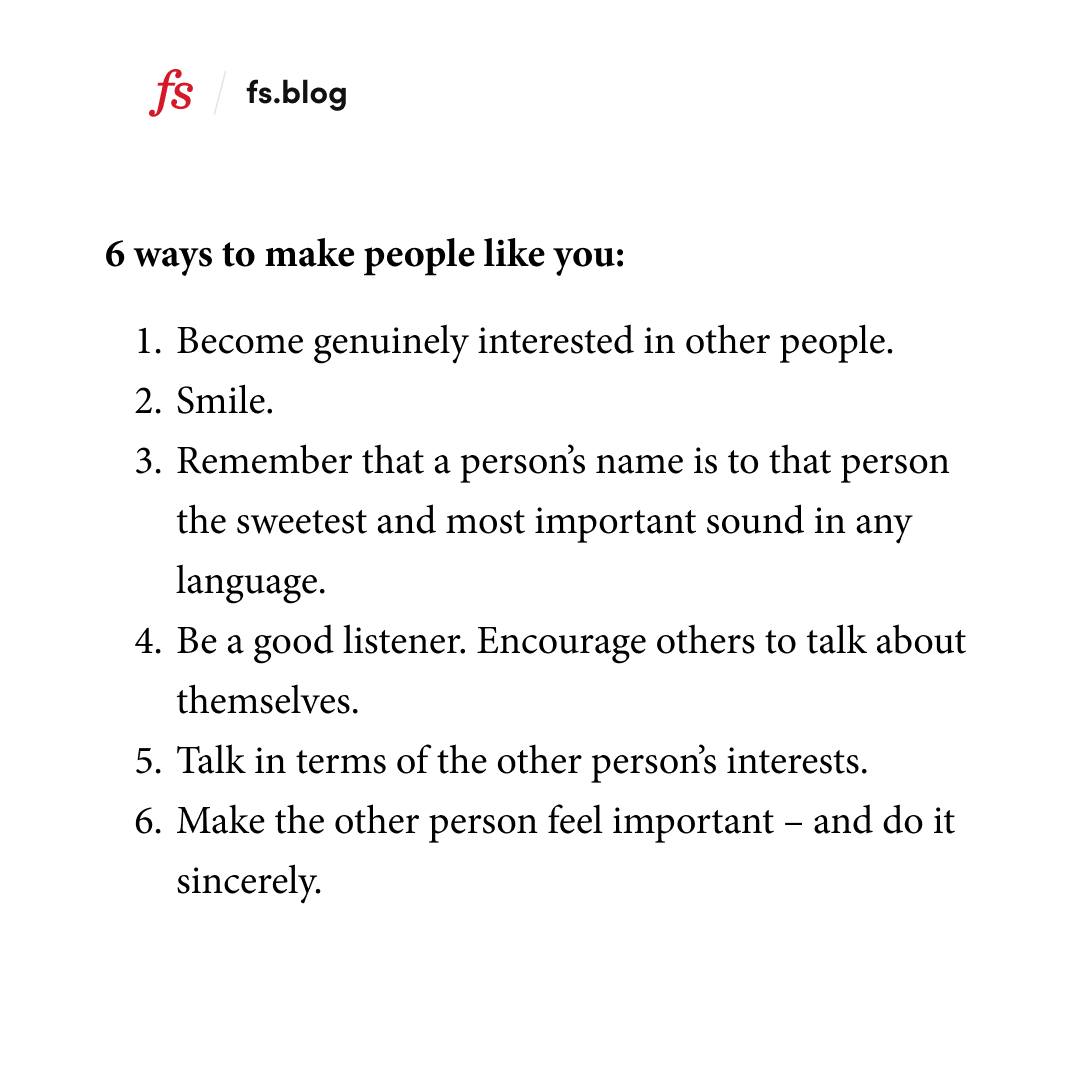 fs / fs.blog
6 ways to make people like you:
1. Become genuinely interested in other people.
2. Smile.
3. Remember that a person’s name is to that person
the sweetest and most important sound in any
language.
4. Be a good listener. Encourage others to talk about
themselves.
5. Talk in terms of the other person’s interests.
6. Make the other person feel important – and do it
sincerely.